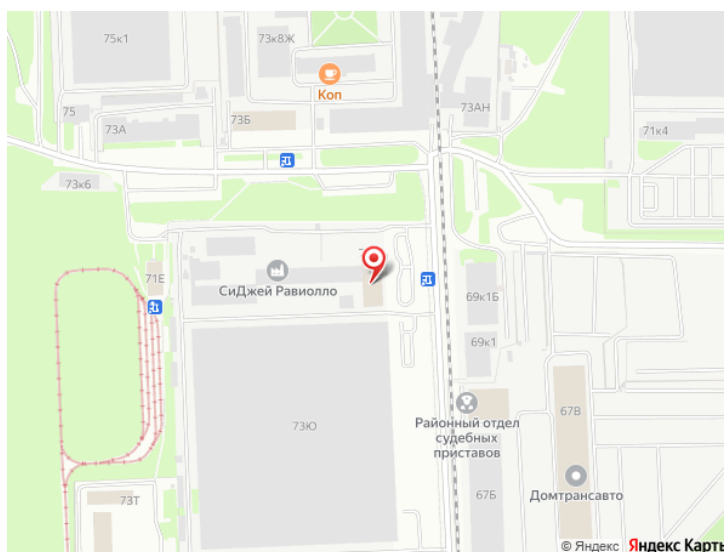 75к1
73к8Ж
Коп
75
73А
73Б
73АН
71к4
73к6
71Е
СиДжей Равиолло
69к1Б
69к1
73Ю
Районный отдел
судебных
приставов
67В
67Б
Домтрансавто
73Т
© Яндекс Яндекс Карты